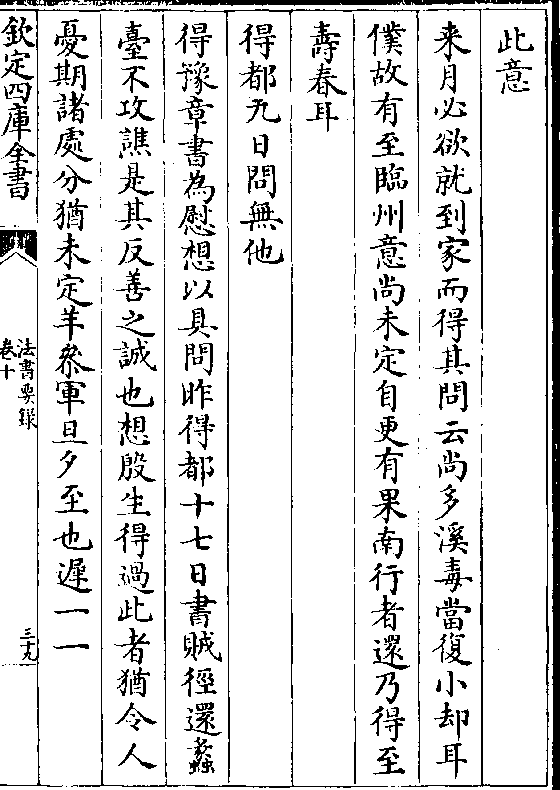 此意
来月必欲就到家而得其問云尚多溪毒當復小却耳
僕故有至臨州意尚未定自更有果南行者還乃得至
壽春耳
得都九日問無他
得豫章書為慰想以具問昨得都十七日書賊徑還蠡
臺不攻譙是其反善之誠也想殷生得過此者猶令人
憂期諸處分猶未定羊叅軍旦夕至也遲一一
欽定四庫全書
法書要録
卷十
三十九